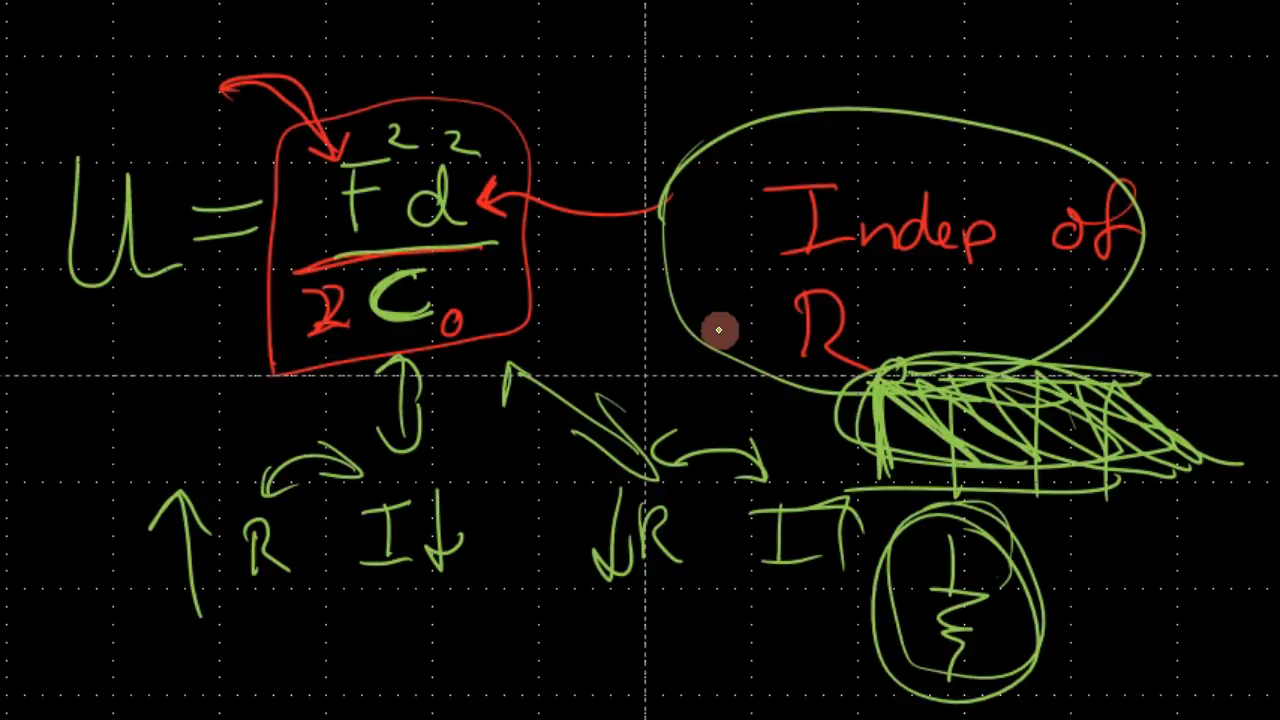 U = F²d² / 2C₀
Indep of
R
↑ R I ↓ ↓ R I ↑